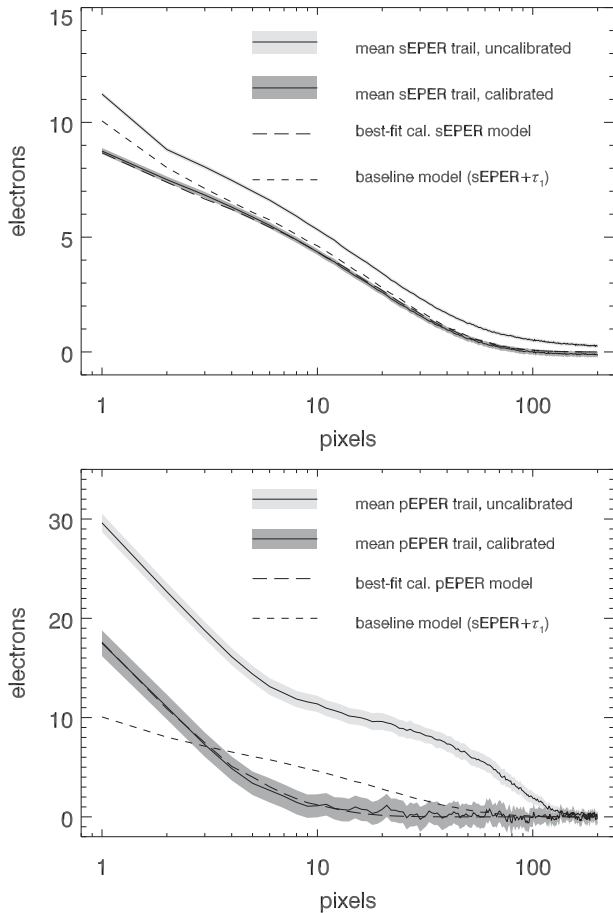 15
10
5
0
electrons
mean sEPER trail, uncalibrated
mean sEPER trail, calibrated
best-fit cal. sEPER model
baseline model (sEPER+τ1)
1
10
100
pixels
30
20
10
0
electrons
mean pEPER trail, uncalibrated
mean pEPER trail, calibrated
best-fit cal. pEPER model
baseline model (sEPER+τ1)
1
10
100
pixels